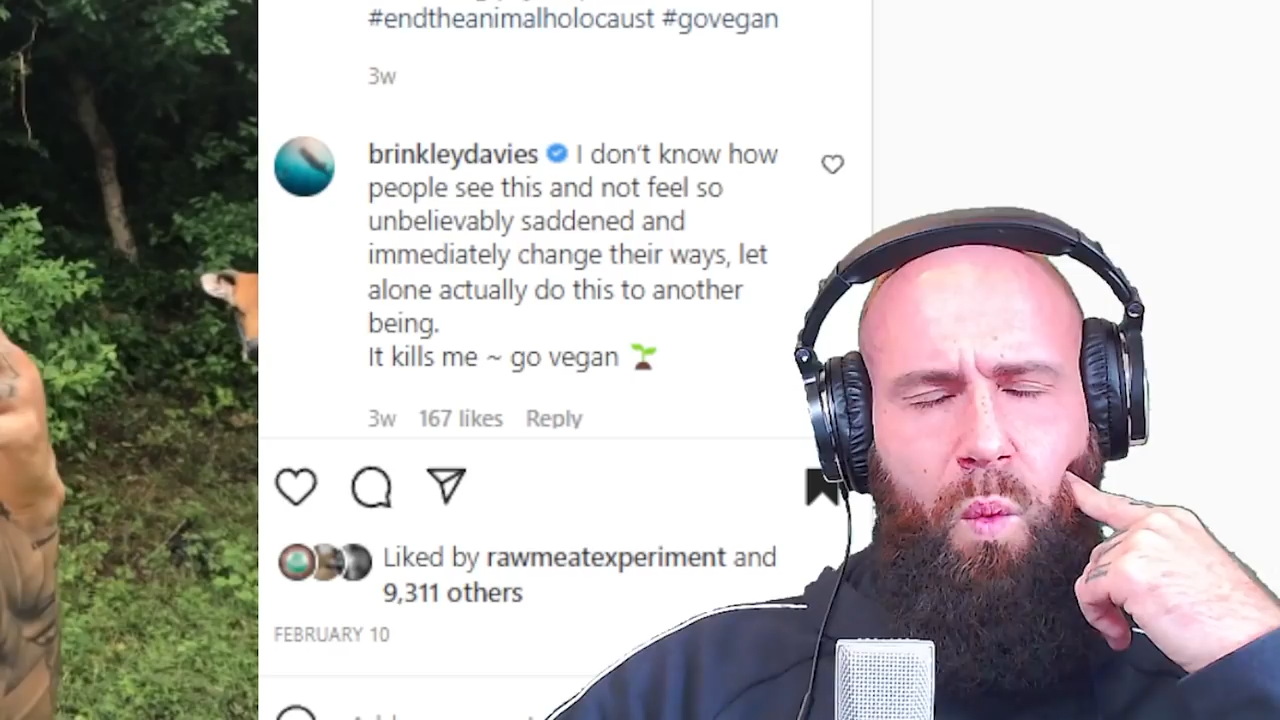 #endtheanimalholocaust #govegan
3w
brinkleydavies I don't know how
people see this and not feel so
unbelievably saddened and
immediately change their ways, let
alone actually do this to another
being.
It kills me ~ go vegan
3w 167 likes Reply
Liked by rawmeatexperiment and
9,311 others
FEBRUARY 10